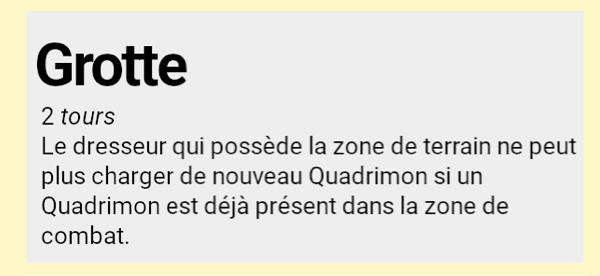 Grotte
2 tours
Le dresseur qui possède la zone de terrain ne peut
plus charger de nouveau Quadrimon si un
Quadrimon est déjà présent dans la zone de
combat.